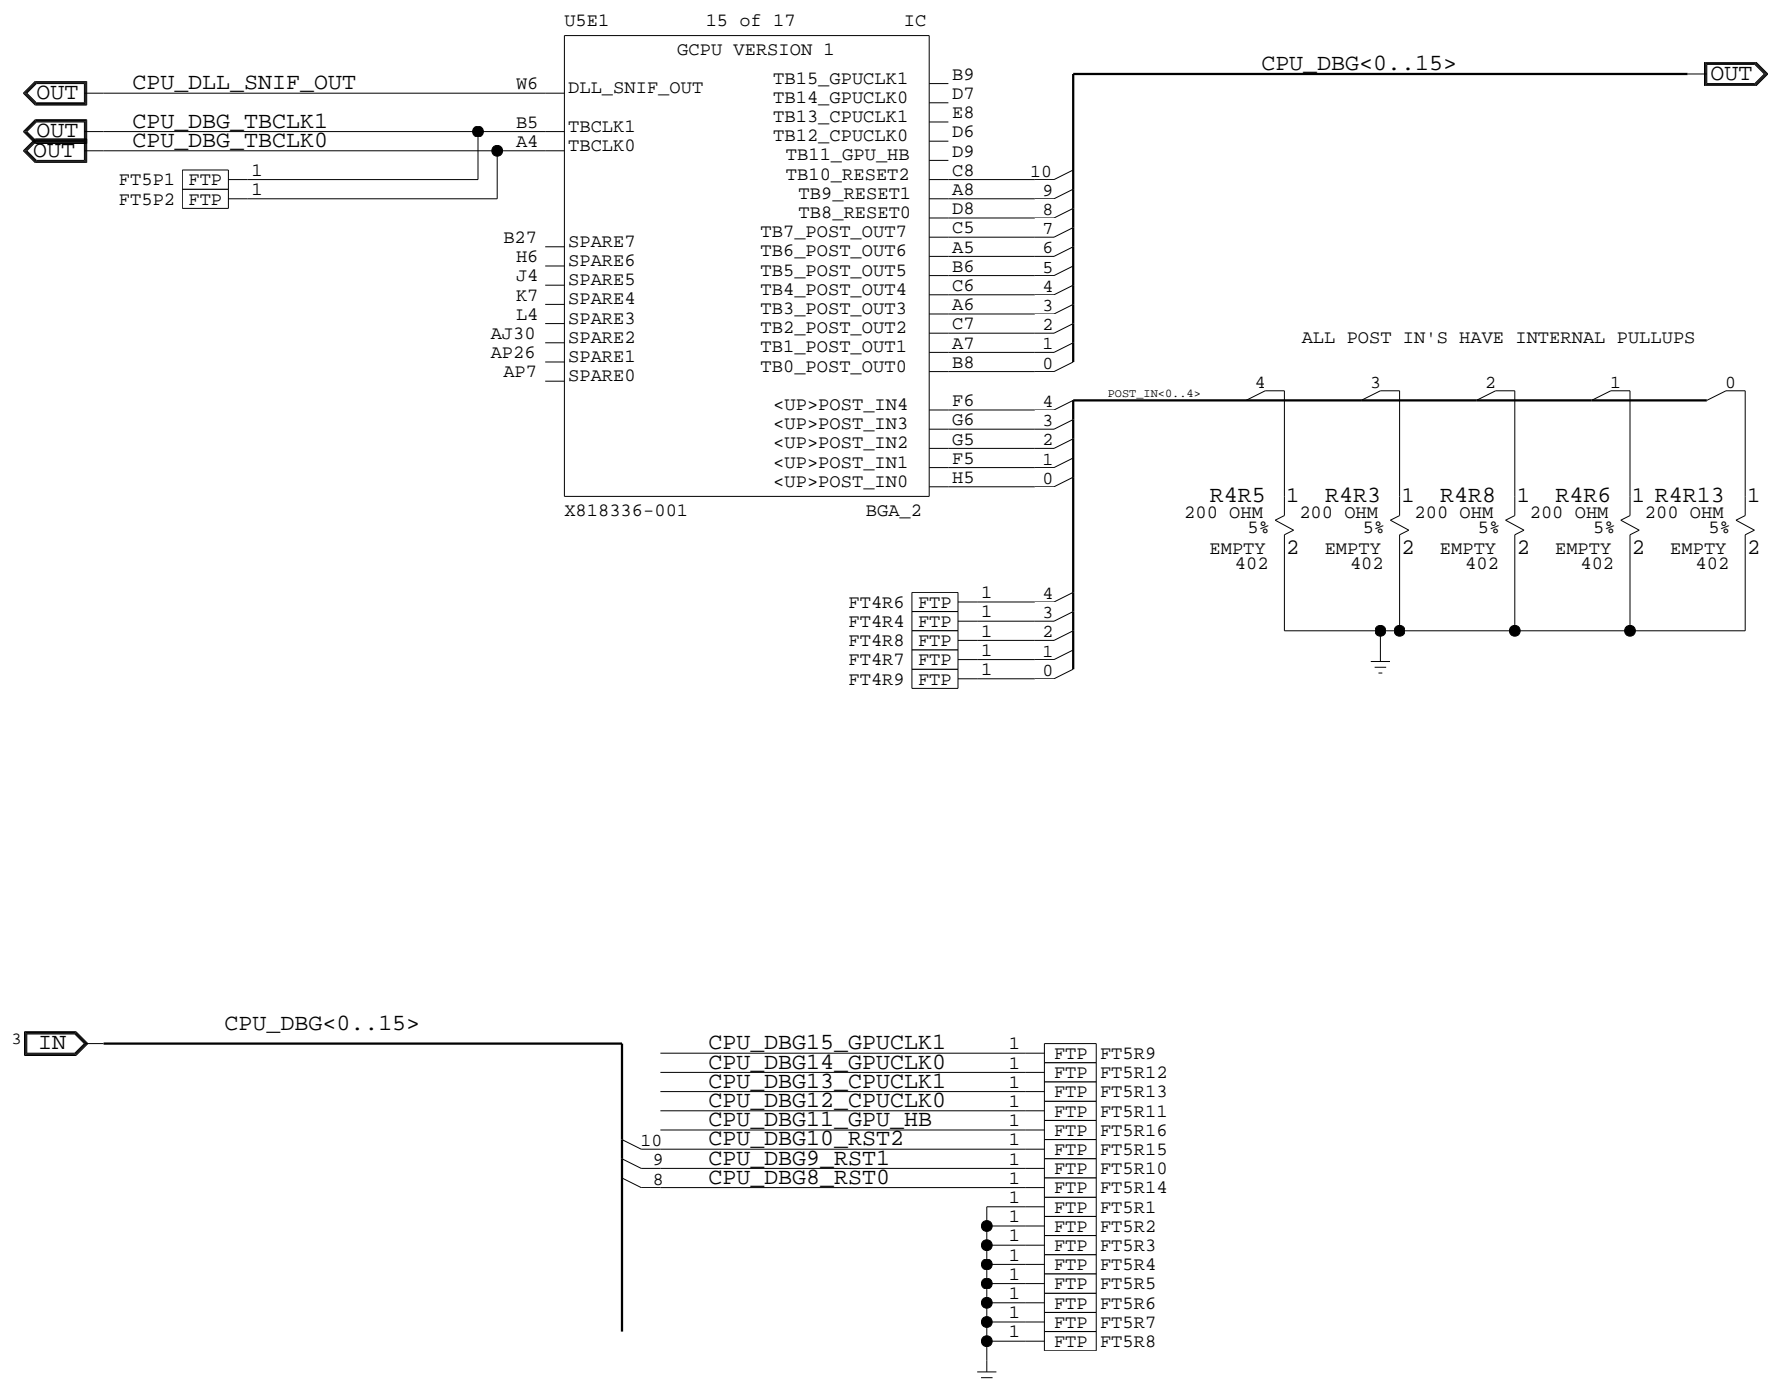 U5E1 15 of 17 IC
GCPU VERSION 1
OUT CPU_DLL_SNIF_OUT W6 DLL_SNIF_OUT
OUT CPU_DBG_TBCLK1 B5 TBCLK1
OUT CPU_DBG_TBCLK0 A4 TBCLK0
FT5P1 FTP 1
FT5P2 FTP 1
B27 SPARE7
H6 SPARE6
J4 SPARE5
K7 SPARE4
L4 SPARE3
AJ30 SPARE2
AP26 SPARE1
AP7 SPARE0
TB15_GPUCLK1 B9
TB14_GPUCLK0 D7
TB13_CPUCLK1 E8
TB12_CPUCLK0 D6
TB11_GPU_HB D9
TB10_RESET2 C8 10
TB9_RESET1 A8 9
TB8_RESET0 D8 8
TB7_POST_OUT7 C5 7
TB6_POST_OUT6 A5 6
TB5_POST_OUT5 B6 5
TB4_POST_OUT4 C6 4
TB3_POST_OUT3 A6 3
TB2_POST_OUT2 C7 2
TB1_POST_OUT1 A7 1
TB0_POST_OUT0 B8 0
<UP>POST_IN4 F6 4
<UP>POST_IN3 G6 3
<UP>POST_IN2 G5 2
<UP>POST_IN1 F5 1
<UP>POST_IN0 H5 0
X818336-001 BGA_2
CPU_DBG<0..15> OUT
ALL POST IN'S HAVE INTERNAL PULLUPS
POST_IN<0..4> 4 3 2 1 0
R4R5 1 R4R3 1 R4R8 1 R4R6 1 R4R13 1
200 OHM 200 OHM 200 OHM 200 OHM 200 OHM
5% 5% 5% 5% 5%
EMPTY 2 EMPTY 2 EMPTY 2 EMPTY 2 EMPTY 2
402 402 402 402 402
FT4R6 FTP 1 4
FT4R4 FTP 1 3
FT4R8 FTP 1 2
FT4R7 FTP 1 1
FT4R9 FTP 1 0
3 IN CPU_DBG<0..15>
CPU_DBG15_GPUCLK1 1 FTP FT5R9
CPU_DBG14_GPUCLK0 1 FTP FT5R12
CPU_DBG13_CPUCLK1 1 FTP FT5R13
CPU_DBG12_CPUCLK0 1 FTP FT5R11
CPU_DBG11_GPU_HB 1 FTP FT5R16
10 CPU_DBG10_RST2 1 FTP FT5R15
9 CPU_DBG9_RST1 1 FTP FT5R10
8 CPU_DBG8_RST0 1 FTP FT5R14
1 FTP FT5R1
1 FTP FT5R2
1 FTP FT5R3
1 FTP FT5R4
1 FTP FT5R5
1 FTP FT5R6
1 FTP FT5R7
1 FTP FT5R8